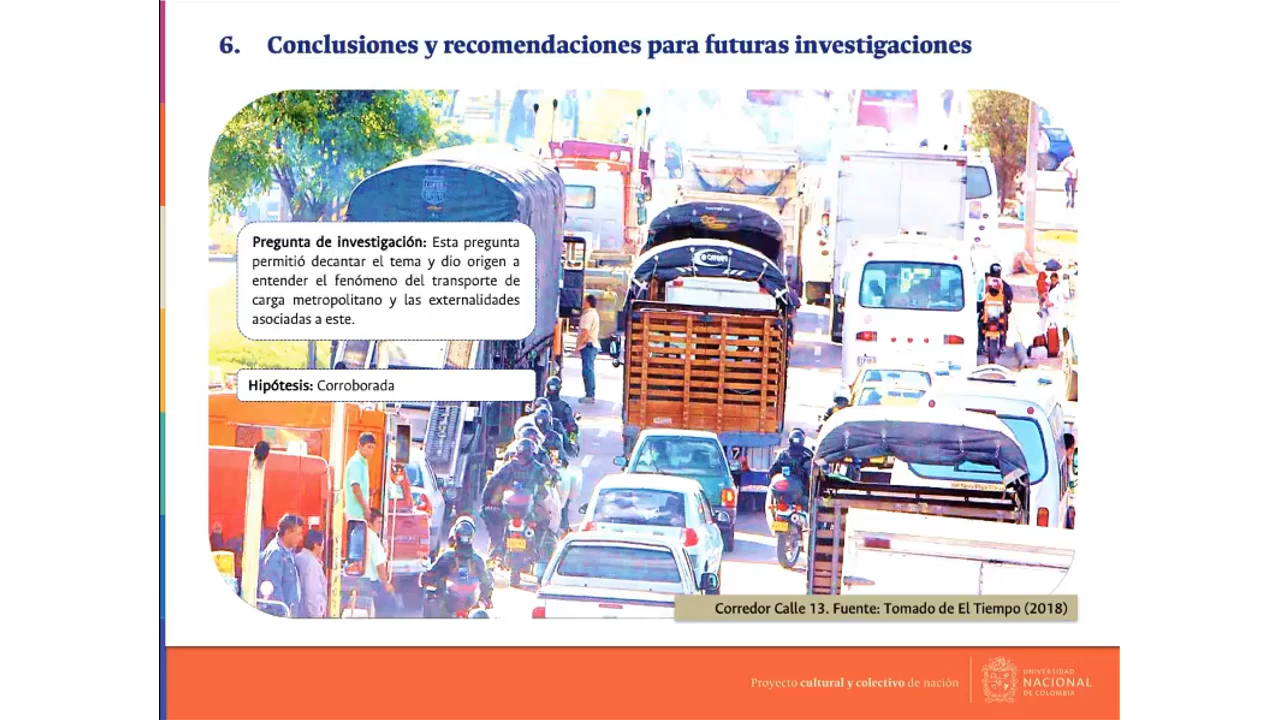 6. Conclusiones y recomendaciones para futuras investigaciones
Pregunta de investigación: Esta pregunta
permitió decantar el tema y dio origen a
entender el fenómeno del transporte de
carga metropolitano y las externalidades
asociadas a este.
Hipótesis: Corroborada
Corredor Calle 13. Fuente: Tomado de El Tiempo (2018)
Proyecto cultural y colectivo de nación
UNIVERSIDAD
NACIONAL
DE COLOMBIA